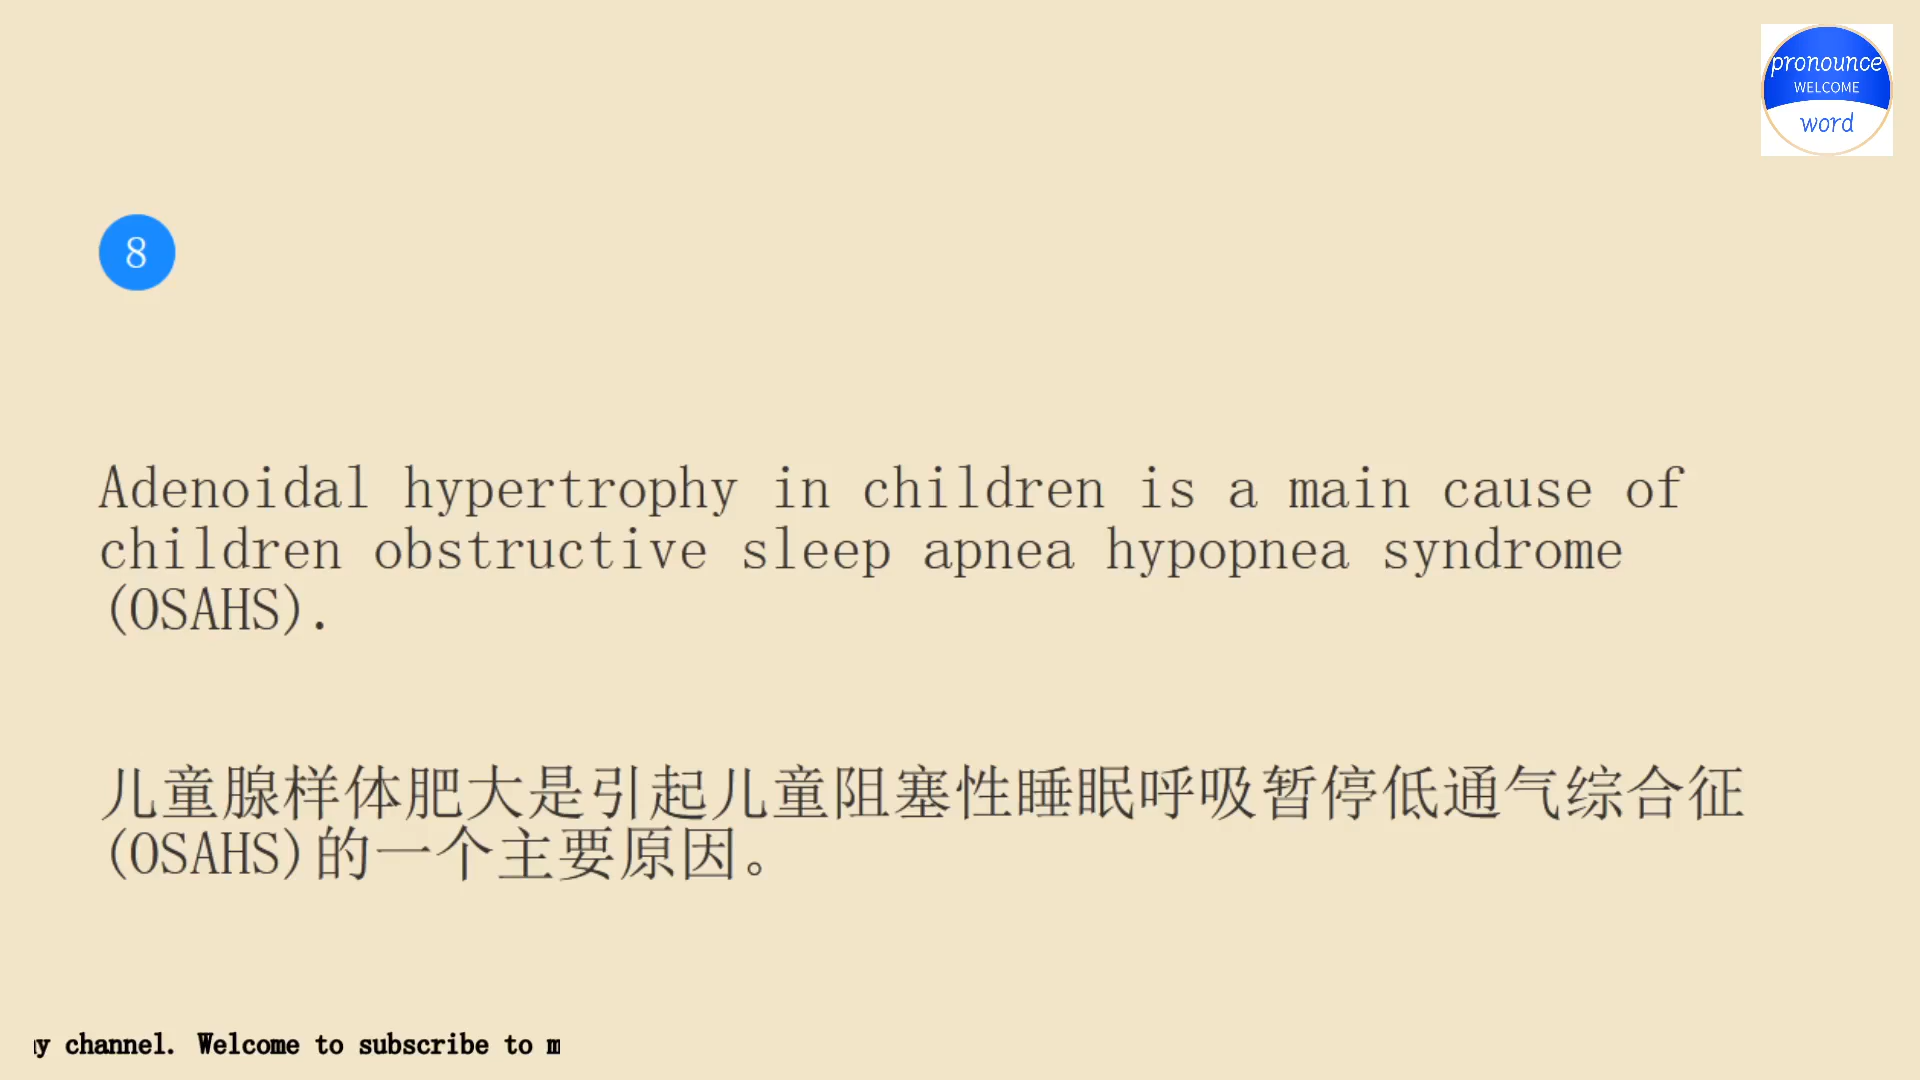 pronounce
WELCOME
word
8
Adenoidal hypertrophy in children is a main cause of
children obstructive sleep apnea hypopnea syndrome
(OSAHS).
儿童腺样体肥大是引起儿童阻塞性睡眠呼吸暂停低通气综合征
(OSAHS)的一个主要原因。
y channel. Welcome to subscribe to m